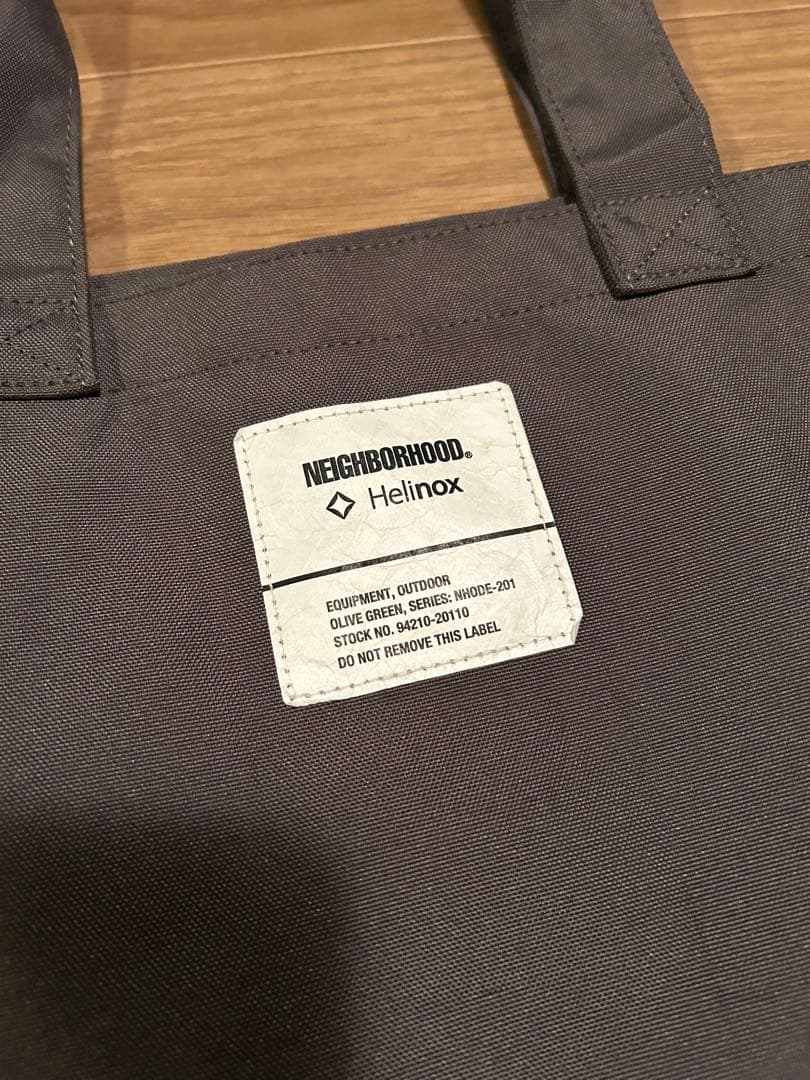 NEIGHBORHOOD®
Helinox
EQUIPMENT, OUTDOOR
OLIVE GREEN, SERIES: NHODE-201
STOCK NO. 94210-20110
DO NOT REMOVE THIS LABEL